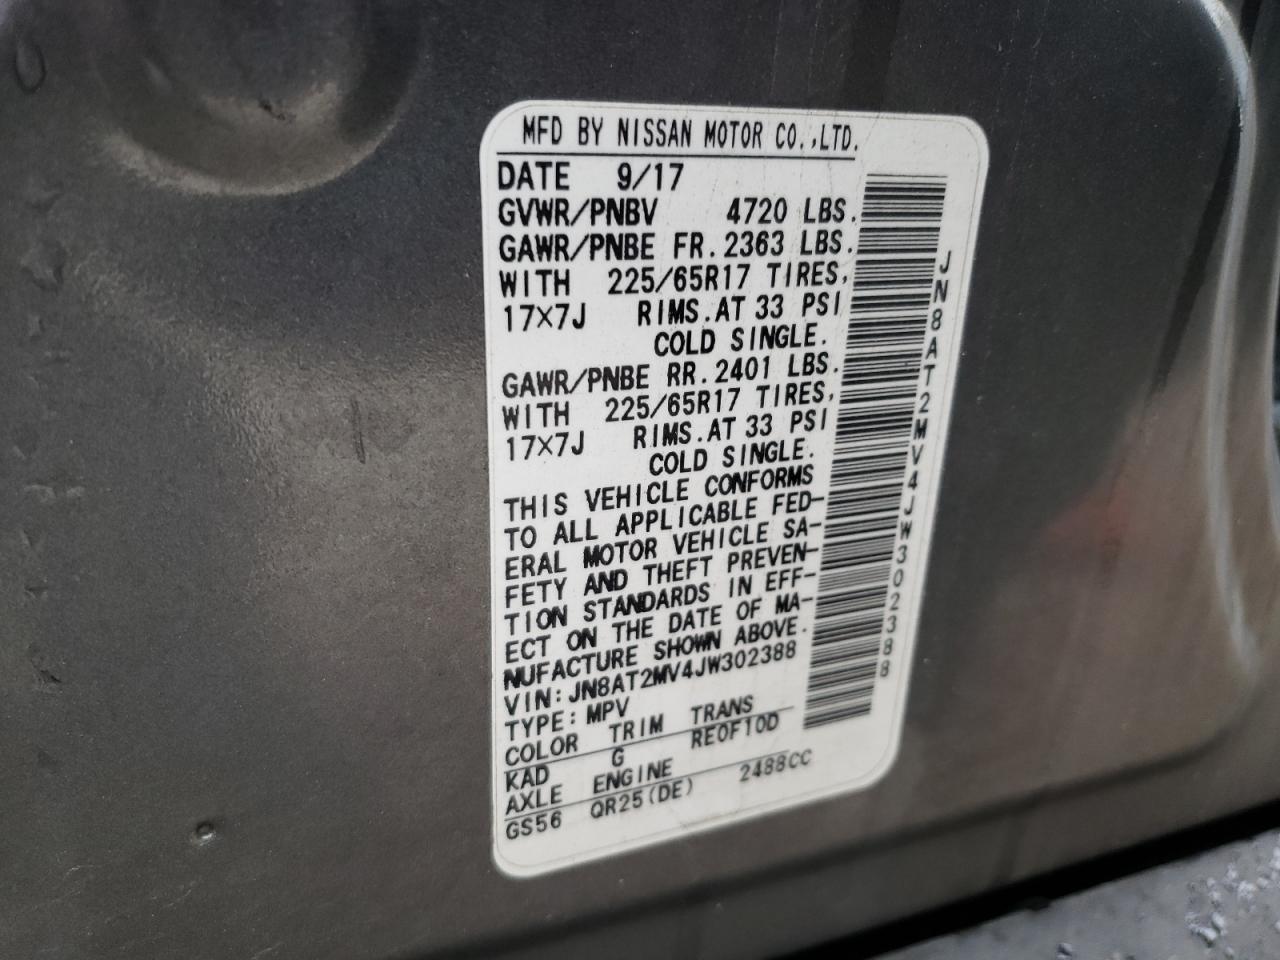 MFD BY NISSAN MOTOR CO.,LTD.
DATE 9/17
GVWR/PNBV 4720 LBS.
GAWR/PNBE FR. 2363 LBS.
WITH 225/65R17 TIRES,
17×7J RIMS. AT 33 PSI
COLD SINGLE.
GAWR/PNBE RR. 2401 LBS.
WITH 225/65R17 TIRES,
17×7J RIMS. AT 33 PSI
COLD SINGLE.
THIS VEHICLE CONFORMS
TO ALL APPLICABLE FED-
ERAL MOTOR VEHICLE SA-
FETY AND THEFT PREVEN-
TION STANDARDS IN EFF-
ECT ON THE DATE OF MA-
NUFACTURE SHOWN ABOVE.
VIN: JN8AT2MV4JW302388
TYPE: MPV
COLOR TRIM TRANS
KAD G RE0F10D
AXLE ENGINE
GS56 QR25(DE) 2488CC
JN8AT2MV4JW302388